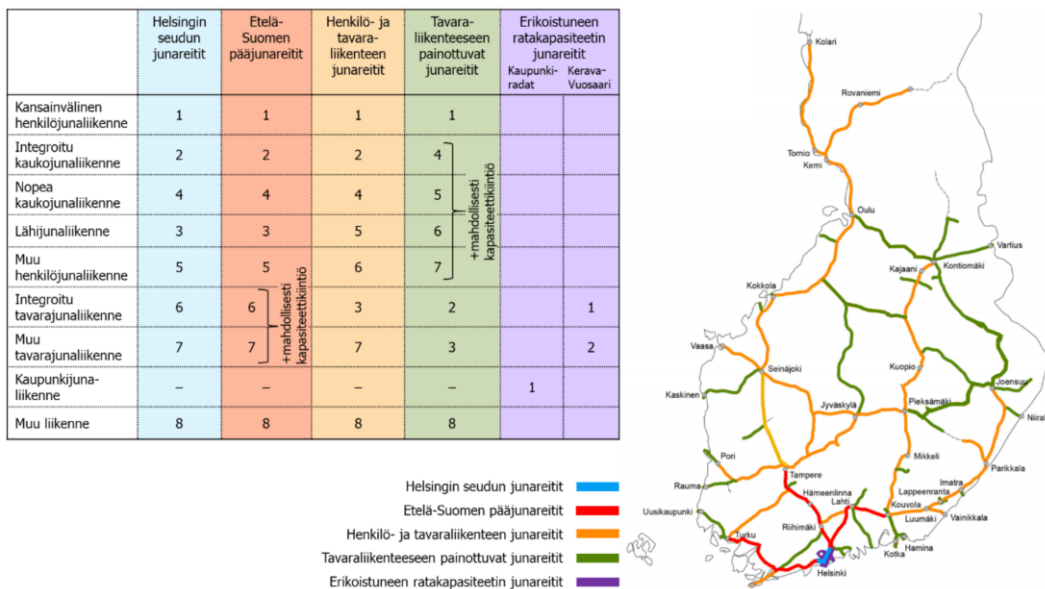 Helsingin
seudun
junareitit
Etelä-
Suomen
pääjunareitit
Henkilö- ja
tavara-
liikenteen
junareitit
Tavara-
liikenteeseen
painottuvat
junareitit
Erikoistuneen
ratakapasiteetin
junareitit
Kaupunki-
radat
Kerava-
Vuosaari
Kansainvälinen
henkilöjunaliikenne
1 1 1 1
Integroitu
kaukojunaliikenne
2 2 2 4
Nopea
kaukojunaliikenne
4 4 4 5
Lähijunaliikenne
3 3 5 6
Muu
henkilöjunaliikenne
5 5 6 7
+mahdollisesti
kapasiteettikiintiö
Integroitu
tavarajunaliikenne
6 6 3 2 1
Muu
tavarajunaliikenne
7 7 7 3 2
+mahdollisesti
kapasiteettikiintiö
Kaupunkijuna-
liikenne
– – – – 1
Muu liikenne
8 8 8 8
Helsingin seudun junareitit
Etelä-Suomen pääjunareitit
Henkilö- ja tavaraliikenteen junareitit
Tavaraliikenteeseen painottuvat junareitit
Erikoistuneen ratakapasiteetin junareitit
Kolari
Rovaniemi
Tornio
Kemi
Oulu
Vartius
Kontiomäki
Kajaani
Kokkola
Vaasa
Seinäjoki
Kuopio
Joensuu
Kaskinen
Jyväskylä
Pieksämäki
Niirala
Pori
Tampere
Mikkeli
Parikkala
Rauma
Imatra
Hämeenlinna
Lappeenranta
Lahti
Kouvola
Uusikaupunki
Riihimäki
Luumäki
Vainikkala
Turku
Hamina
Kotka
Helsinki